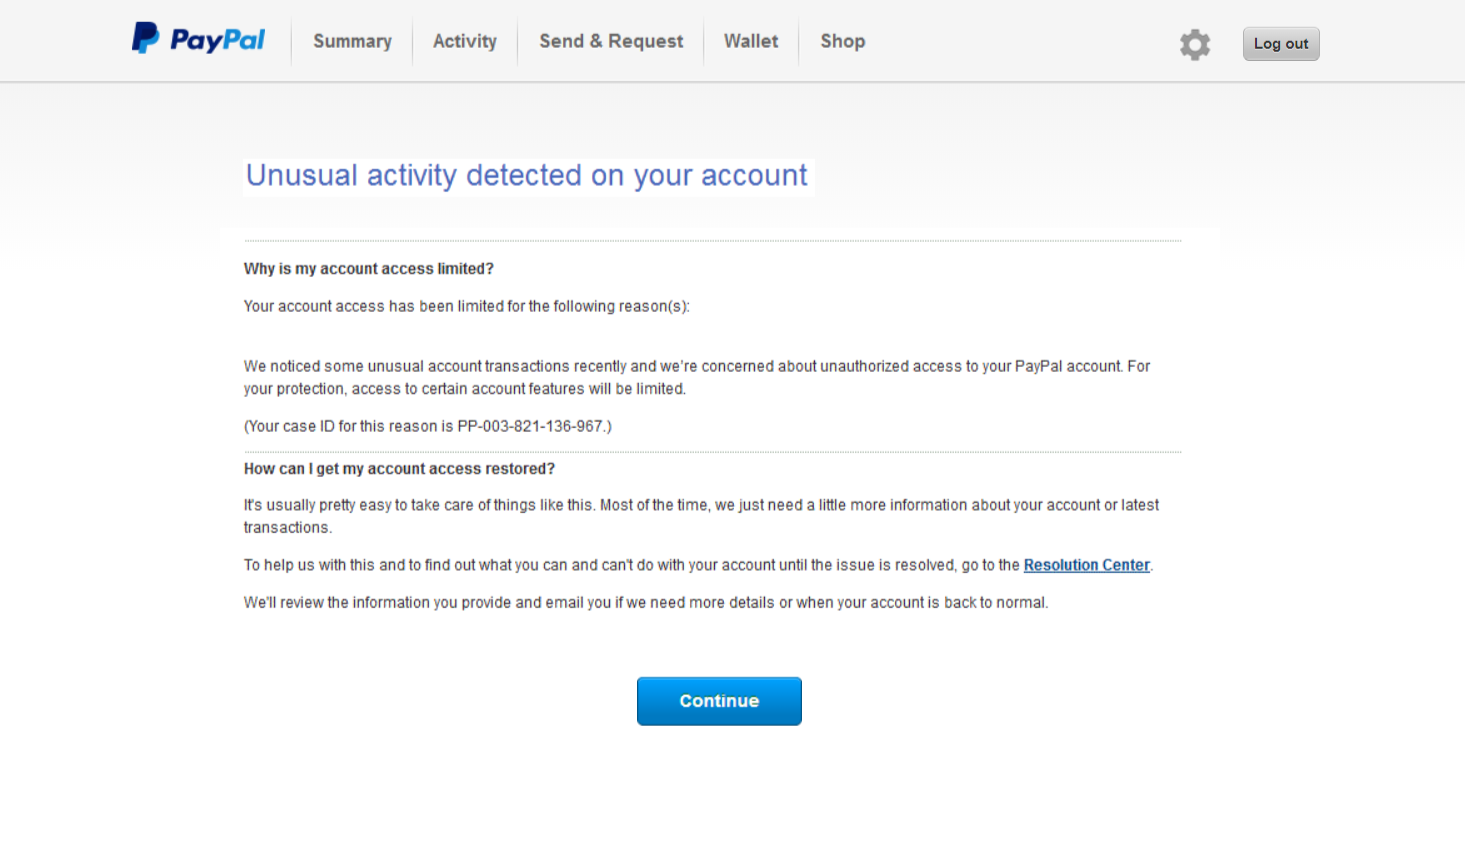 PayPal Summary Activity Send & Request Wallet Shop Log out
Unusual activity detected on your account
Why is my account access limited?
Your account access has been limited for the following reason(s):
We noticed some unusual account transactions recently and we're concerned about unauthorized access to your PayPal account. For
your protection, access to certain account features will be limited.
(Your case ID for this reason is PP-003-821-136-967.)
How can I get my account access restored?
It's usually pretty easy to take care of things like this. Most of the time, we just need a little more information about your account or latest
transactions.
To help us with this and to find out what you can and can't do with your account until the issue is resolved, go to the Resolution Center.
We'll review the information you provide and email you if we need more details or when your account is back to normal.
Continue